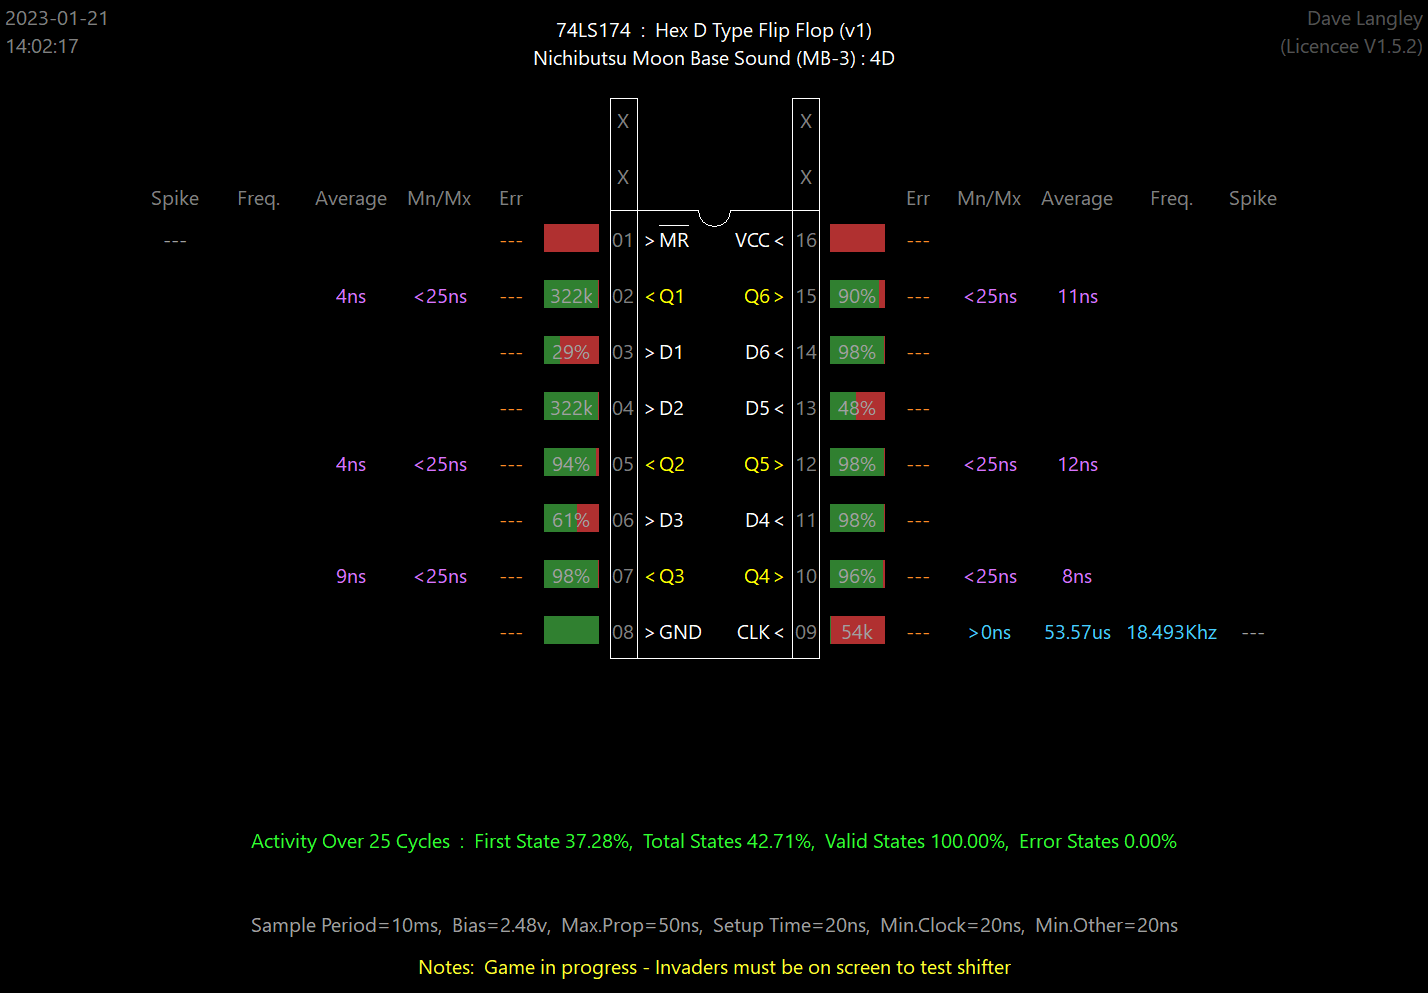 2023-01-21
14:02:17
74LS174 : Hex D Type Flip Flop (v1)
Nichibutsu Moon Base Sound (MB-3) : 4D
Dave Langley
(Licencee V1.5.2)
X X
X X
Spike Freq. Average Mn/Mx Err Err Mn/Mx Average Freq. Spike
--- --- 01 >MR VCC< 16 ---
4ns <25ns --- 322k 02 <Q1 Q6> 15 90% --- <25ns 11ns
--- 29% 03 >D1 D6< 14 98% ---
--- 322k 04 >D2 D5< 13 48% ---
4ns <25ns --- 94% 05 <Q2 Q5> 12 98% --- <25ns 12ns
--- 61% 06 >D3 D4< 11 98% ---
9ns <25ns --- 98% 07 <Q3 Q4> 10 96% --- <25ns 8ns
--- 08 >GND CLK< 09 54k --- >0ns 53.57us 18.493Khz ---
Activity Over 25 Cycles : First State 37.28%, Total States 42.71%, Valid States 100.00%, Error States 0.00%
Sample Period=10ms, Bias=2.48v, Max.Prop=50ns, Setup Time=20ns, Min.Clock=20ns, Min.Other=20ns
Notes: Game in progress - Invaders must be on screen to test shifter